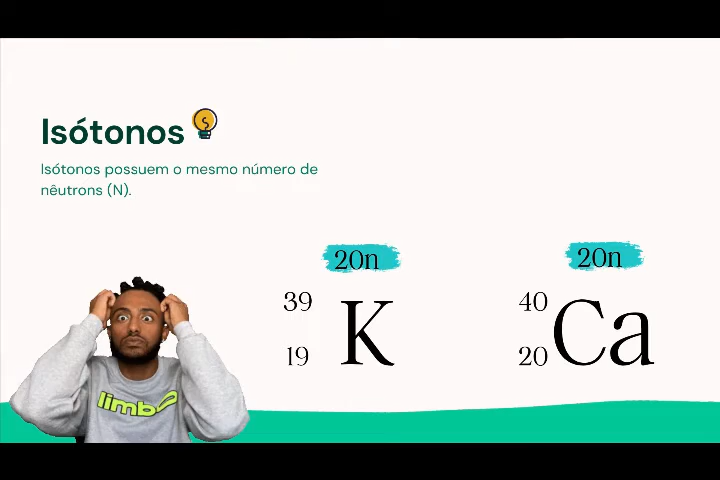 Isótonos
Isótonos possuem o mesmo número de
nêutrons (N).
20n
20n
39
K
19
40
Ca
20
limbo